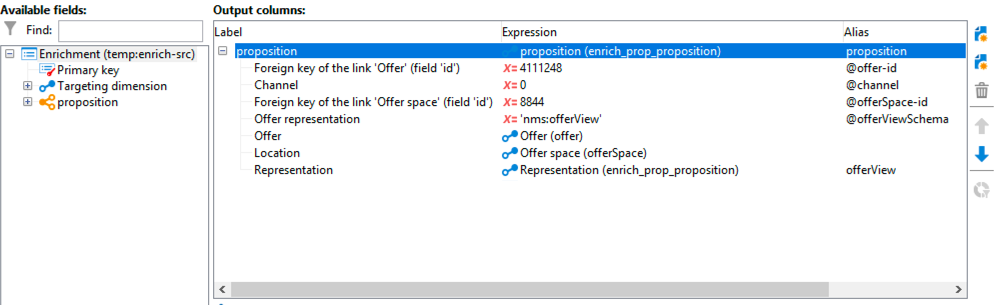 Available fields:
Output columns:
Find:
Label Expression Alias
Enrichment (temp:enrich-src)
Primary key
Targeting dimension
proposition
proposition proposition (enrich_prop_proposition) proposition
Foreign key of the link 'Offer' (field 'id') X= 4111248 @offer-id
Channel X= 0 @channel
Foreign key of the link 'Offer space' (field 'id') X= 8844 @offerSpace-id
Offer representation X= 'nms:offerView' @offerViewSchema
Offer Offer (offer)
Location Offer space (offerSpace)
Representation Representation (enrich_prop_proposition) offerView